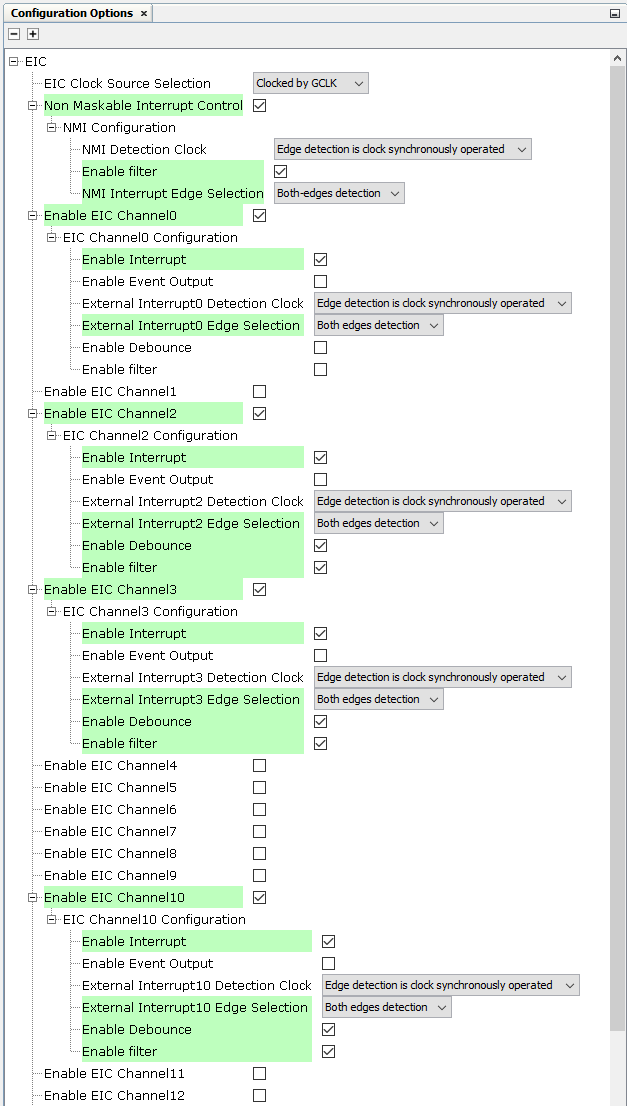 Configuration Options ×
EIC
EIC Clock Source Selection Clocked by GCLK
Non Maskable Interrupt Control
NMI Configuration
NMI Detection Clock Edge detection is clock synchronously operated
Enable filter
NMI Interrupt Edge Selection Both-edges detection
Enable EIC Channel0
EIC Channel0 Configuration
Enable Interrupt
Enable Event Output
External Interrupt0 Detection Clock Edge detection is clock synchronously operated
External Interrupt0 Edge Selection Both edges detection
Enable Debounce
Enable filter
Enable EIC Channel1
Enable EIC Channel2
EIC Channel2 Configuration
Enable Interrupt
Enable Event Output
External Interrupt2 Detection Clock Edge detection is clock synchronously operated
External Interrupt2 Edge Selection Both edges detection
Enable Debounce
Enable filter
Enable EIC Channel3
EIC Channel3 Configuration
Enable Interrupt
Enable Event Output
External Interrupt3 Detection Clock Edge detection is clock synchronously operated
External Interrupt3 Edge Selection Both edges detection
Enable Debounce
Enable filter
Enable EIC Channel4
Enable EIC Channel5
Enable EIC Channel6
Enable EIC Channel7
Enable EIC Channel8
Enable EIC Channel9
Enable EIC Channel10
EIC Channel10 Configuration
Enable Interrupt
Enable Event Output
External Interrupt10 Detection Clock Edge detection is clock synchronously operated
External Interrupt10 Edge Selection Both edges detection
Enable Debounce
Enable filter
Enable EIC Channel11
Enable EIC Channel12